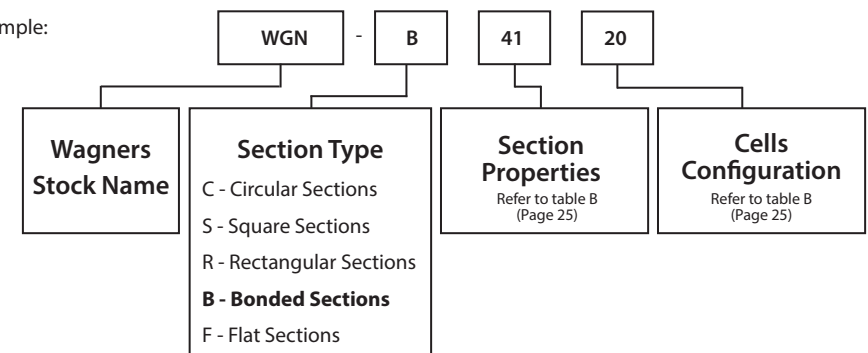 mple:
WGN - B 41 20
Wagners
Stock Name
Section Type
C - Circular Sections
S - Square Sections
R - Rectangular Sections
B - Bonded Sections
F - Flat Sections
Section
Properties
Refer to table B
(Page 25)
Cells
Configuration
Refer to table B
(Page 25)